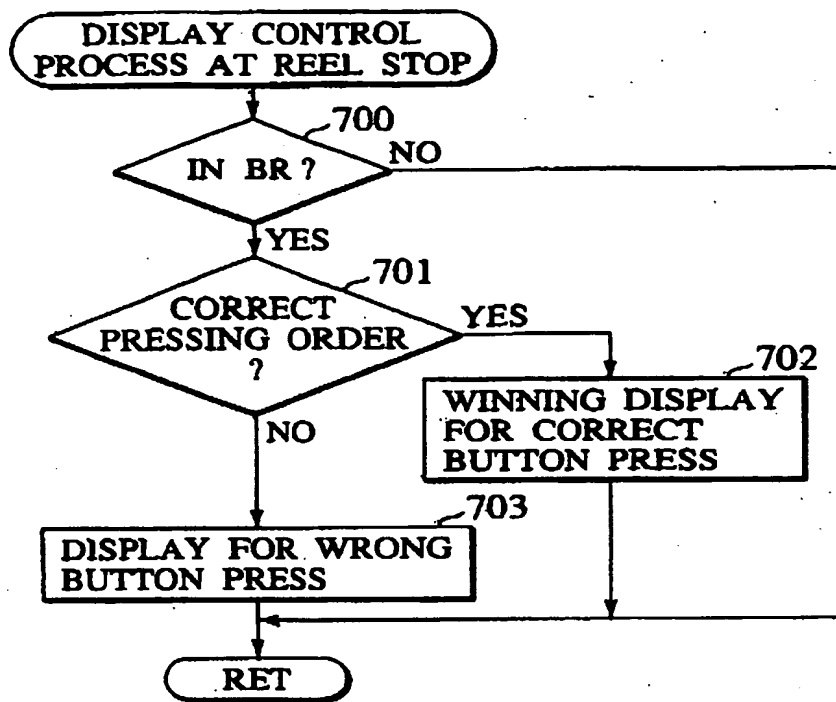 DISPLAY CONTROL
PROCESS AT REEL STOP
700
IN BR ?
NO
YES
701
CORRECT
PRESSING ORDER
?
YES
702
WINNING DISPLAY
FOR CORRECT
BUTTON PRESS
NO
703
DISPLAY FOR WRONG
BUTTON PRESS
RET